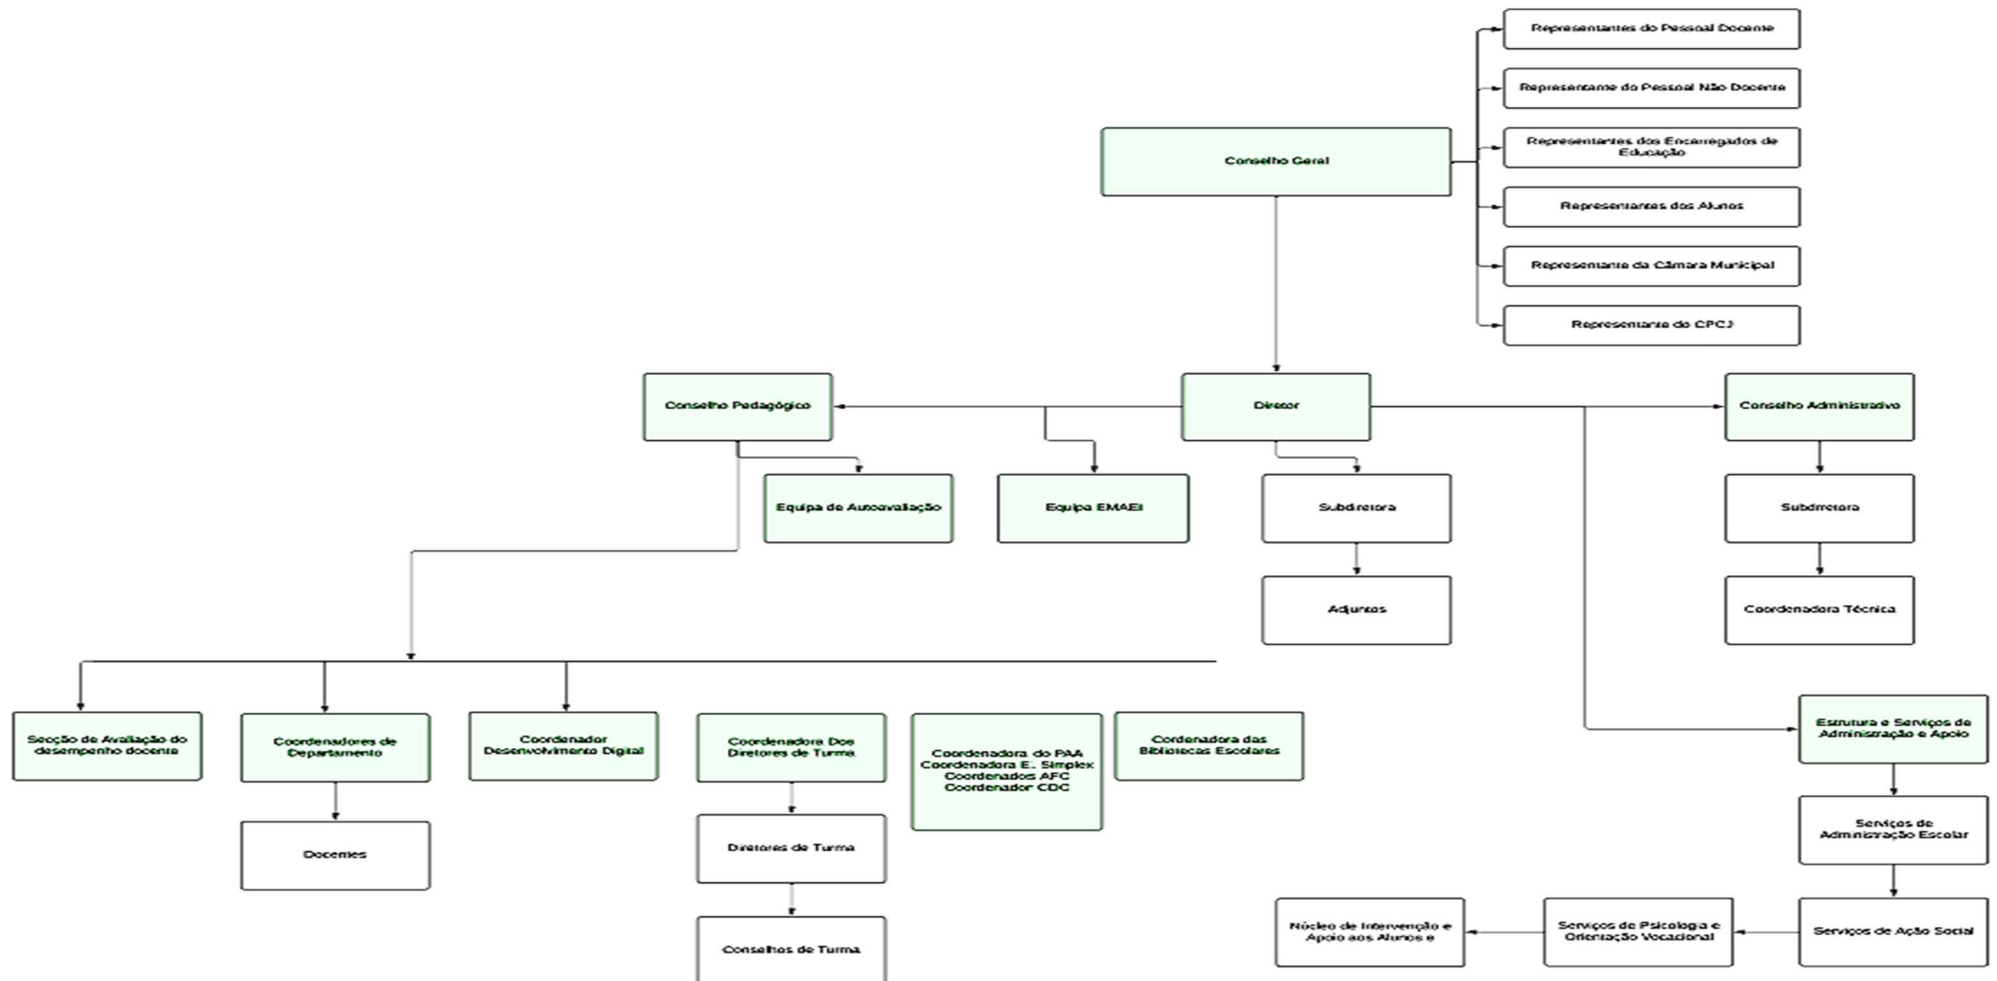 Representantes do Pessoal Docente
Representante do Pessoal Não Docente
Conselho Geral
Representantes dos Encarregados de
Educação
Representantes dos Alunos
Representante da Câmara Municipal
Representante do CPCJ
Conselho Pedagógico
Diretor
Conselho Administrativo
Equipa de Autoavaliação
Equipa EMAEI
Subdiretora
Subdiretora
Adjuntos
Coordenadora Técnica
Secção de Avaliação do
desempenho docente
Coordenadores de
Departamento
Coordenador
Desenvolvimento Digital
Coordenadora Dos
Diretores de Turma
Coordenadora do PAA
Coordenadora E. Simplex
Coordenados AFC
Coordenador CDC
Cordenadora das
Bibliotecas Escolares
Estrutura e Serviços de
Administração e Apoio
Docentes
Diretores de Turma
Serviços de
Administração Escolar
Conselhos de Turma
Núcleo de Intervenção e
Apoio aos Alunos e
Serviços de Psicologia e
Orientação Vocacional
Serviços de Ação Social